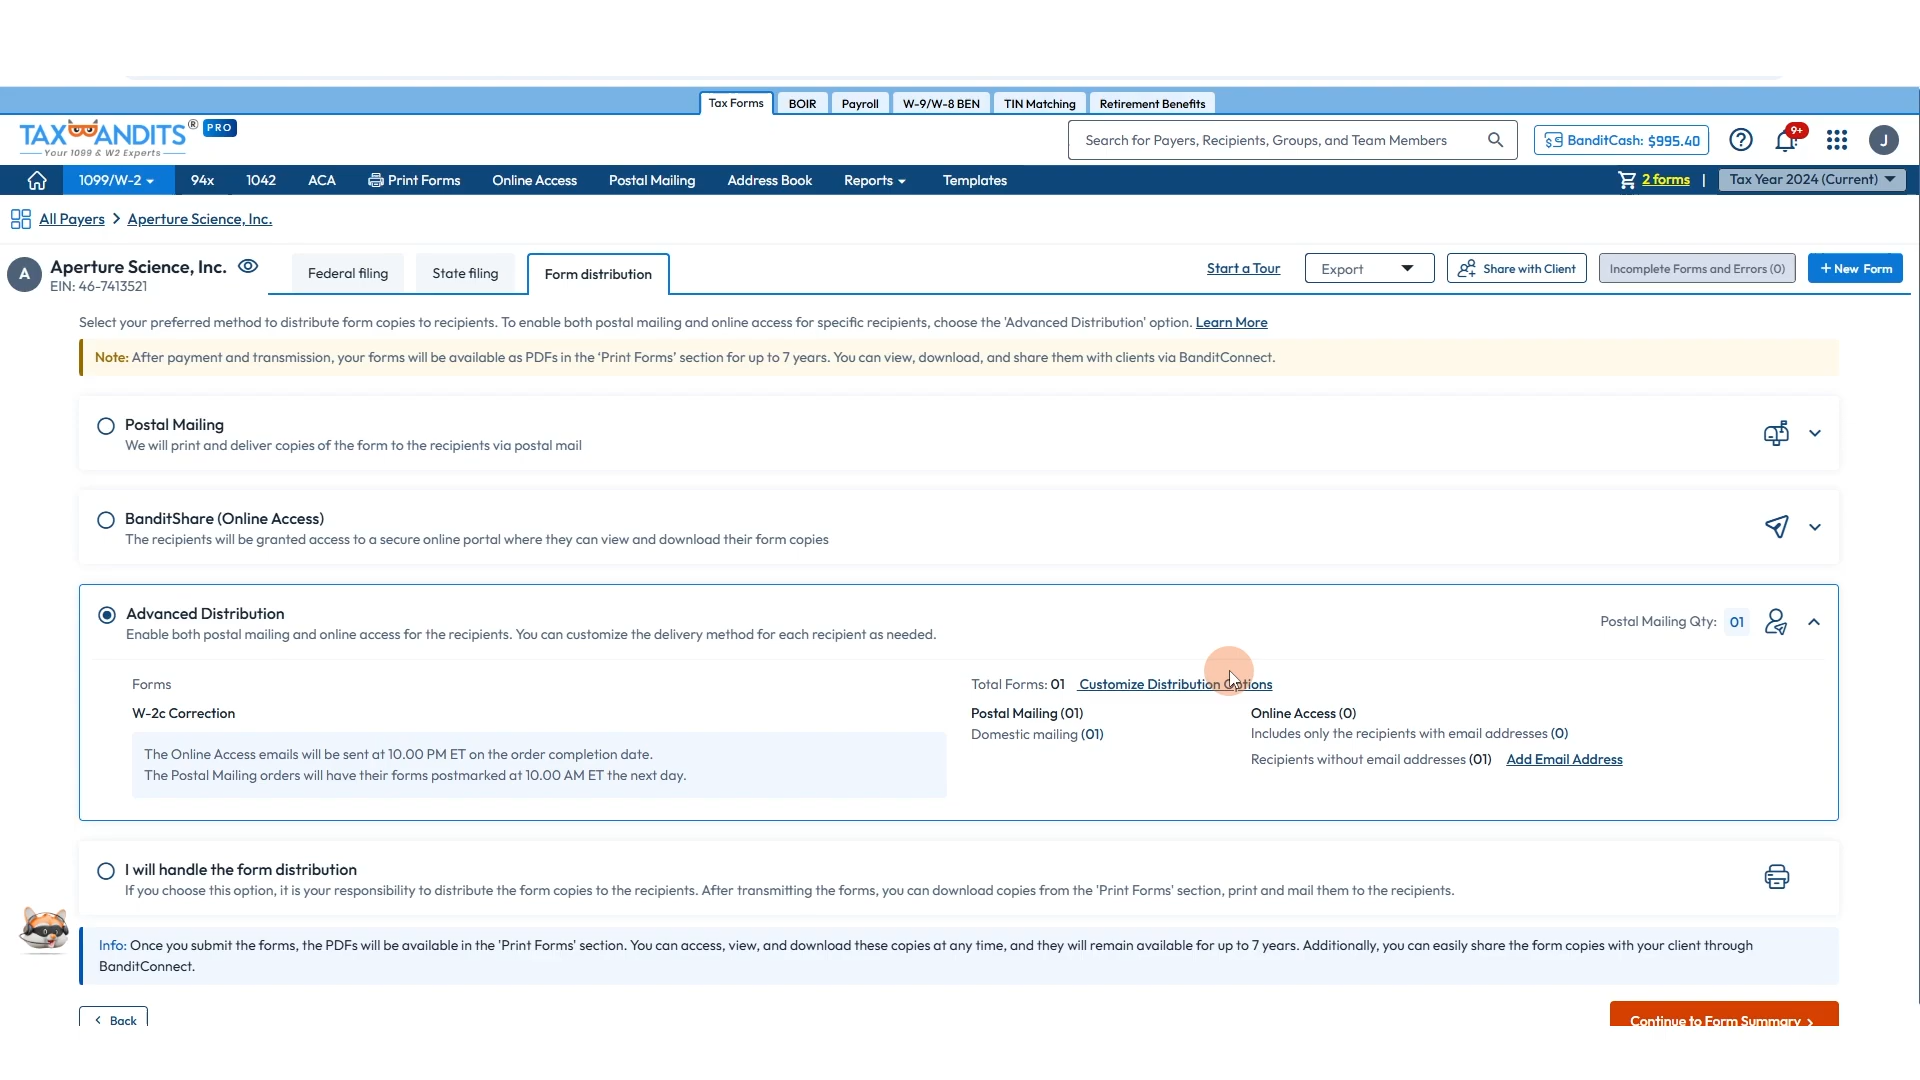 Tax Forms
BOIR
Payroll
W-9/W-8 BEN
TIN Matching
Retirement Benefits
TAXBANDITS® PRO
Your 1099 & W2 Experts
Search for Payers, Recipients, Groups, and Team Members
BanditCash: $995.40
9+
J
1099/W-2
94x
1042
ACA
Print Forms
Online Access
Postal Mailing
Address Book
Reports
Templates
2 forms |
Tax Year 2024 (Current)
All Payers > Aperture Science, Inc.
A
Aperture Science, Inc.
EIN: 46-7413521
Federal filing
State filing
Form distribution
Start a Tour
Export
Share with Client
Incomplete Forms and Errors (0)
+ New Form
Select your preferred method to distribute form copies to recipients. To enable both postal mailing and online access for specific recipients, choose the 'Advanced Distribution' option. Learn More
Note: After payment and transmission, your forms will be available as PDFs in the ‘Print Forms’ section for up to 7 years. You can view, download, and share them with clients via BanditConnect.
Postal Mailing
We will print and deliver copies of the form to the recipients via postal mail
BanditShare (Online Access)
The recipients will be granted access to a secure online portal where they can view and download their form copies
Advanced Distribution
Enable both postal mailing and online access for the recipients. You can customize the delivery method for each recipient as needed.
Postal Mailing Qty: 01
Forms
W-2c Correction
The Online Access emails will be sent at 10.00 PM ET on the order completion date.
The Postal Mailing orders will have their forms postmarked at 10.00 AM ET the next day.
Total Forms: 01 Customize Distribution Options
Postal Mailing (01)
Domestic mailing (01)
Online Access (0)
Includes only the recipients with email addresses (0)
Recipients without email addresses (01) Add Email Address
I will handle the form distribution
If you choose this option, it is your responsibility to distribute the form copies to the recipients. After transmitting the forms, you can download copies from the 'Print Forms' section, print and mail them to the recipients.
Info: Once you submit the forms, the PDFs will be available in the 'Print Forms' section. You can access, view, and download these copies at any time, and they will remain available for up to 7 years. Additionally, you can easily share the form copies with your client through
BanditConnect.
< Back
Continue to Form Summary >